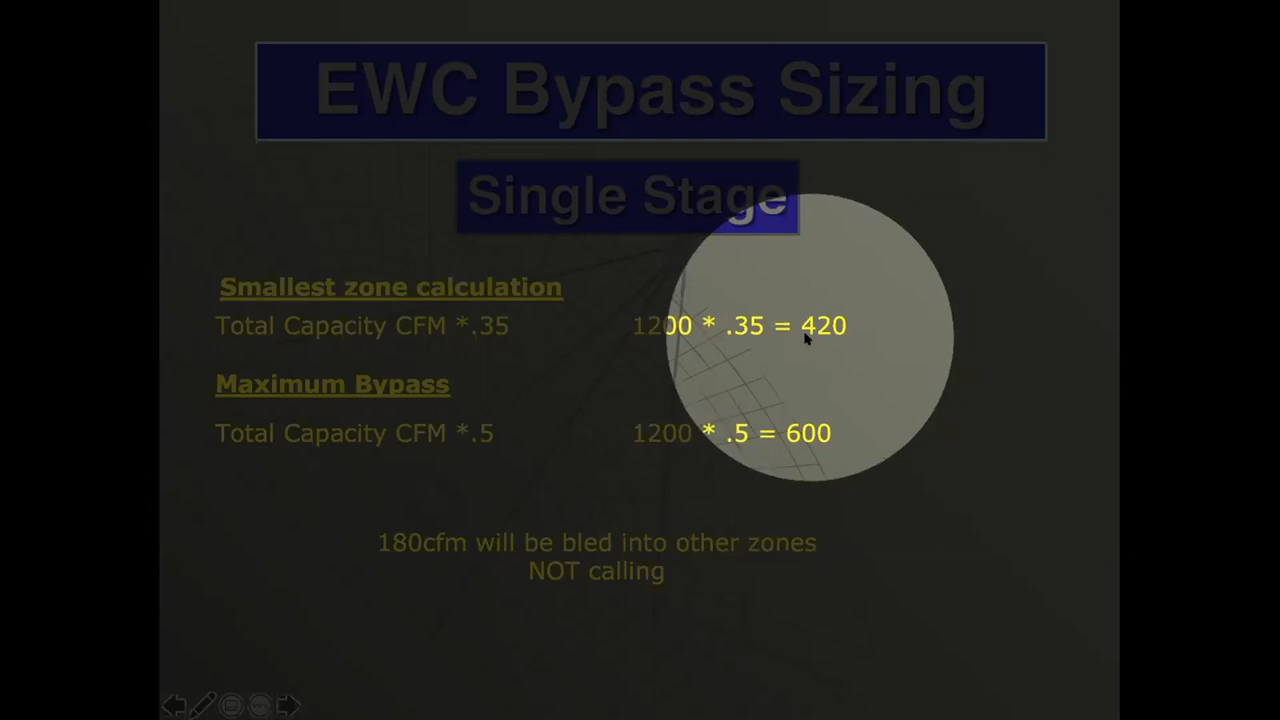 EWC Bypass Sizing
Single Stage
Smallest zone calculation
Total Capacity CFM *.35 1200 * .35 = 420
Maximum Bypass
Total Capacity CFM *.5 1200 * .5 = 600
180cfm will be bled into other zones
NOT calling